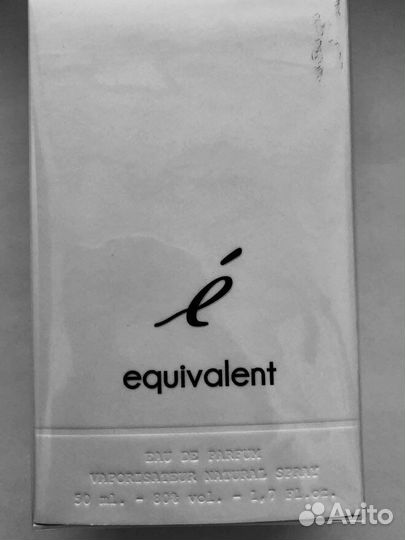 é
equivalent
EAU DE PARFUM
VAPORISATEUR NATURAL SPRAY
50 ml. - 80% vol. - 1,7 Fl.Oz.
Avito